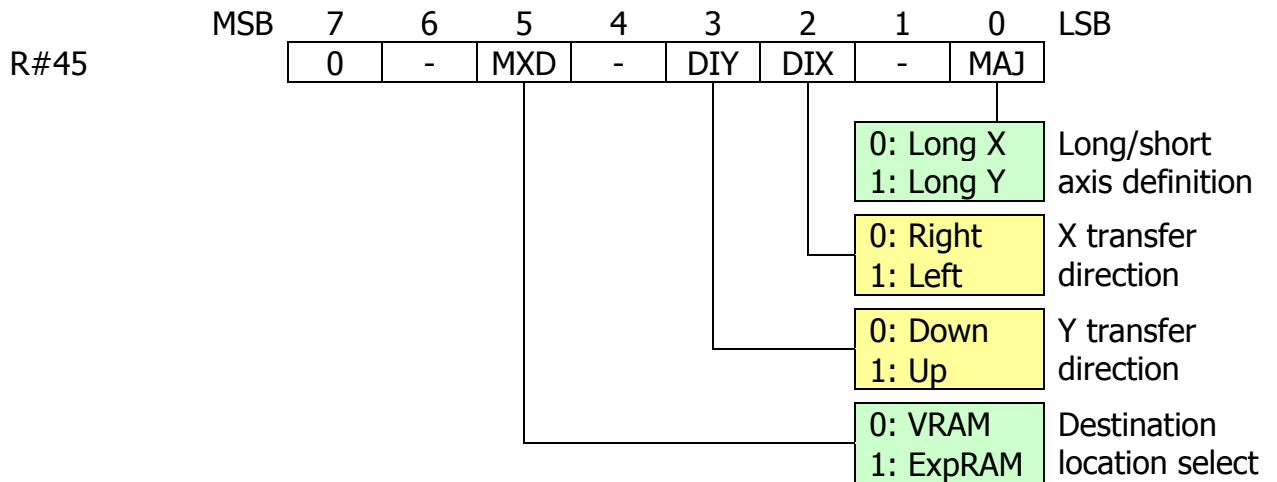 MSB 7 6 5 4 3 2 1 0 LSB
R#45 0 - MXD - DIY DIX - MAJ
0: Long X Long/short
1: Long Y axis definition
0: Right X transfer
1: Left direction
0: Down Y transfer
1: Up direction
0: VRAM Destination
1: ExpRAM location select